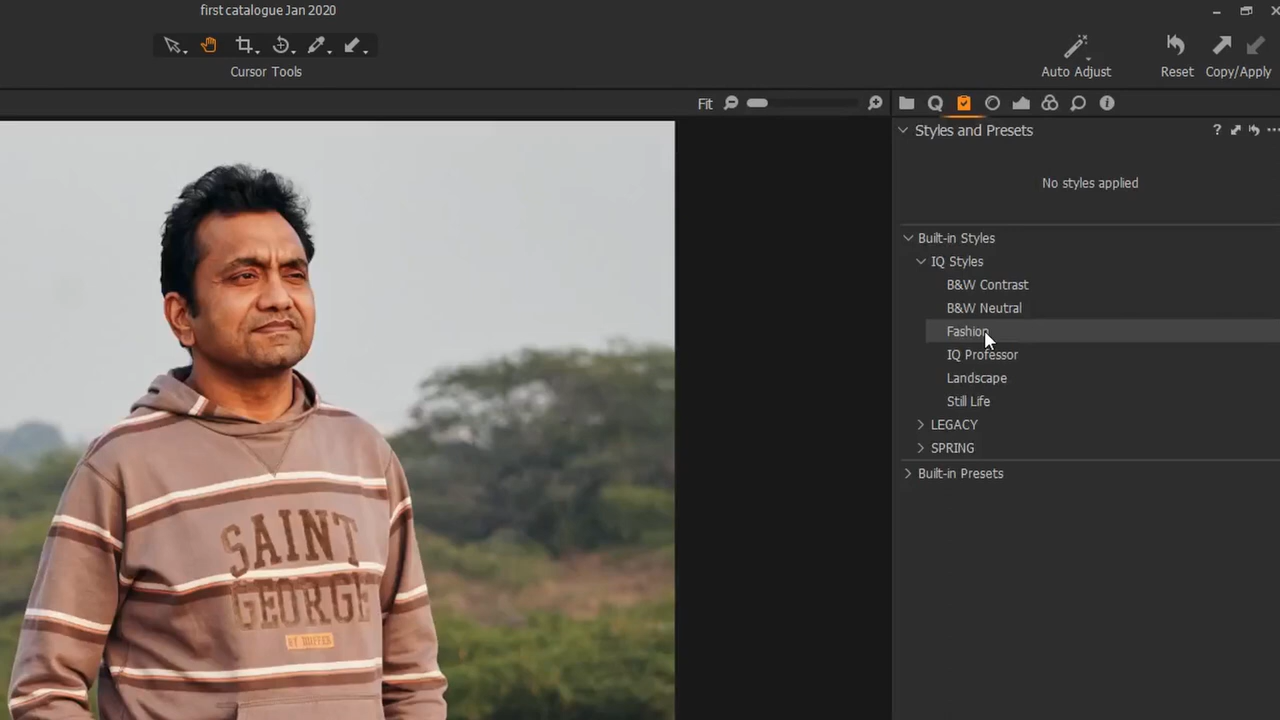 first catalogue Jan 2020
Cursor Tools
Auto Adjust
Reset
Copy/Apply
Fit
Styles and Presets
?
No styles applied
Built-in Styles
IQ Styles
B&W Contrast
B&W Neutral
Fashion
IQ Professor
Landscape
Still Life
LEGACY
SPRING
Built-in Presets
SAINT
GEORGE
BY DUFFER